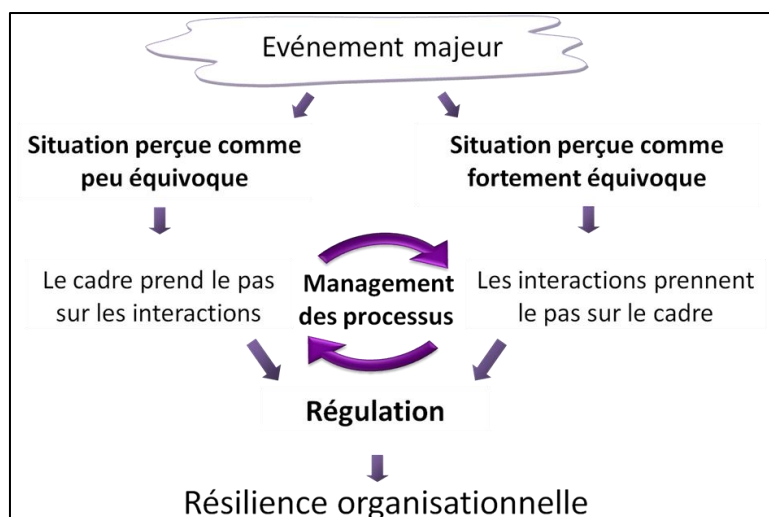 Evénement majeur
Situation perçue comme
peu équivoque
Situation perçue comme
fortement équivoque
Le cadre prend le pas
sur les interactions
Management
des processus
Les interactions prennent
le pas sur le cadre
Régulation
Résilience organisationnelle